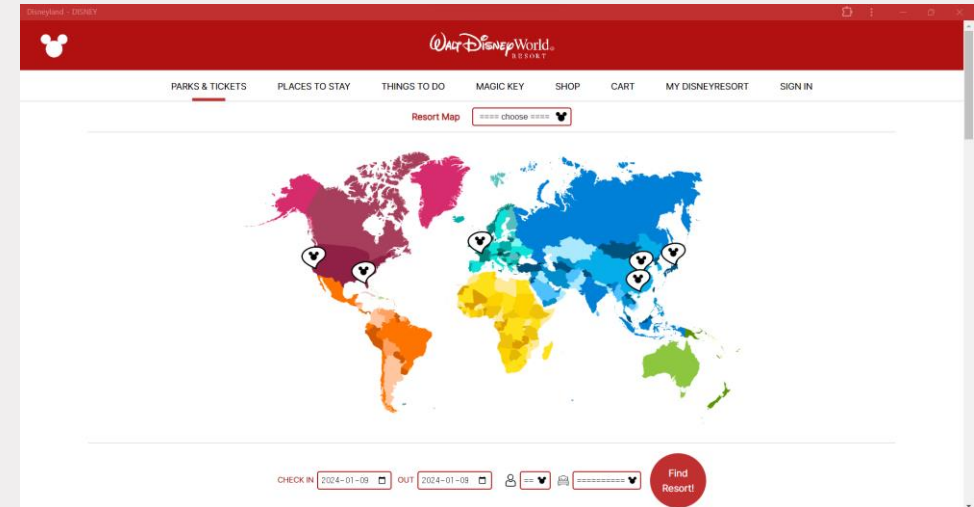 Disneyland - DISNEY
WALT DISNEY World
RESORT
PARKS & TICKETS PLACES TO STAY THINGS TO DO MAGIC KEY SHOP CART MY DISNEYRESORT SIGN IN
Resort Map ==== choose ====
CHECK IN 2024-01-09 OUT 2024-01-09 == ========== Find
Resort!